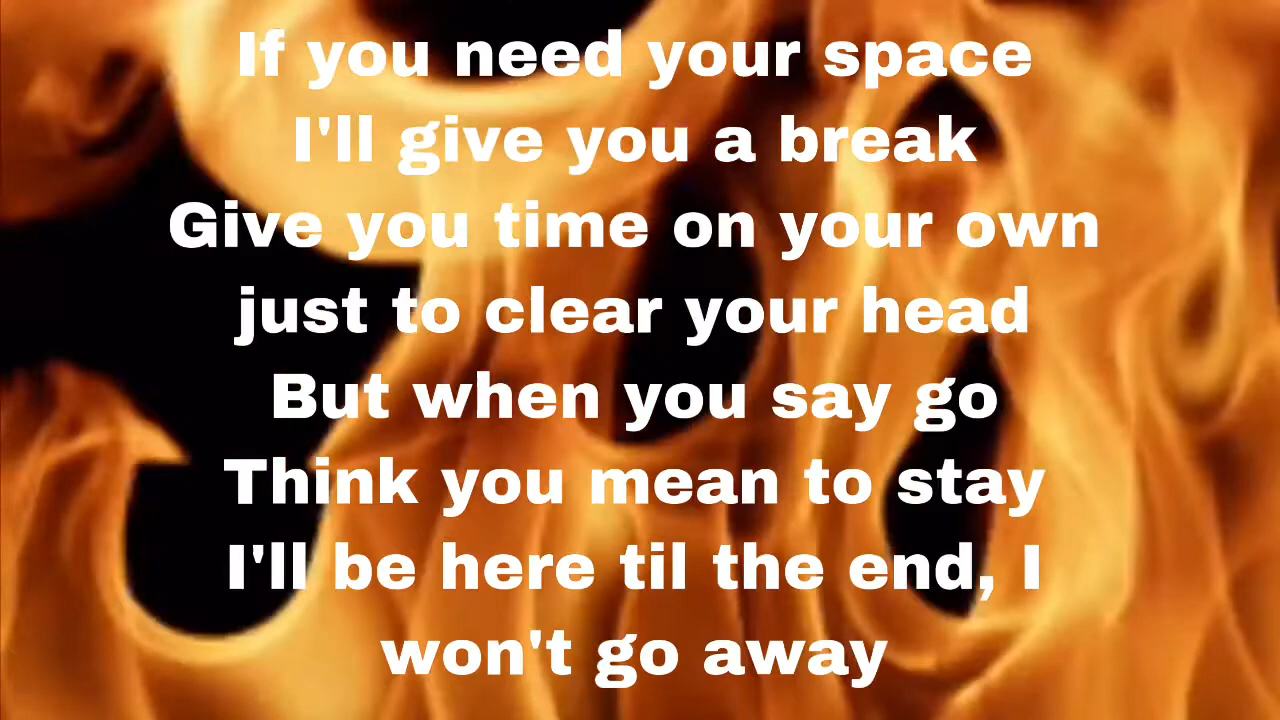 If you need your space
I'll give you a break
Give you time on your own
just to clear your head
But when you say go
Think you mean to stay
I'll be here til the end, I
won't go away